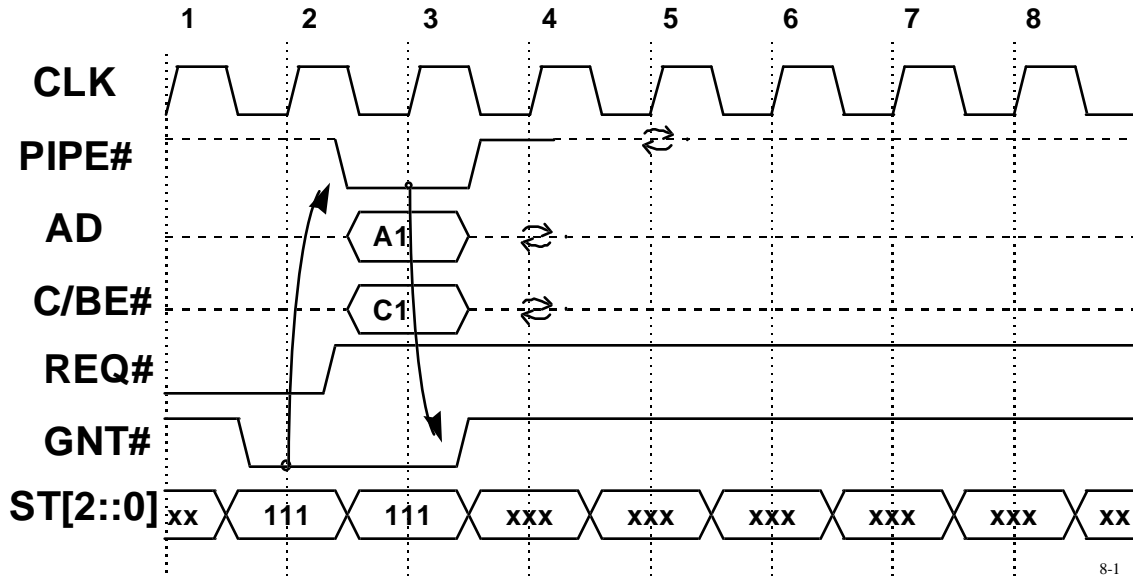 1 2 3 4 5 6 7 8
CLK
PIPE#
AD A1
C/BE# C1
REQ#
GNT#
ST[2::0] xx 111 111 xxx xxx xxx xxx xxx xx
8-1